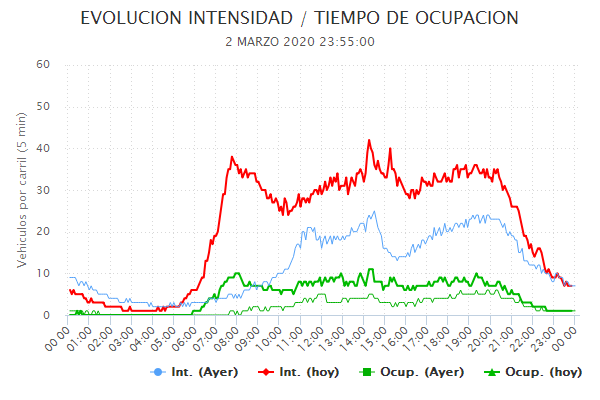 EVOLUCION INTENSIDAD / TIEMPO DE OCUPACION
2 MARZO 2020 23:55:00
Vehiculos por carril (5 min)
60
50
40
30
20
10
0
00:00 01:00 02:00 03:00 04:00 05:00 06:00 07:00 08:00 09:00 10:00 11:00 12:00 13:00 14:00 15:00 16:00 17:00 18:00 19:00 20:00 21:00 22:00 23:00 00:00
Int. (Ayer) Int. (hoy) Ocup. (Ayer) Ocup. (hoy)